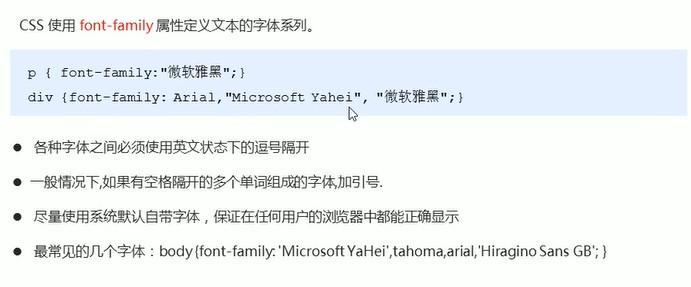 CSS 使用 font-family 属性定义文本的字体系列。
p { font-family:"微软雅黑";}
div {font-family: Arial,"Microsoft Yahei", "微软雅黑";}
● 各种字体之间必须使用英文状态下的逗号隔开
● 一般情况下,如果有空格隔开的多个单词组成的字体,加引号.
● 尽量使用系统默认自带字体，保证在任何用户的浏览器中都能正确显示
● 最常见的几个字体：body{font-family: 'Microsoft YaHei',tahoma,arial,'Hiragino Sans GB'; }